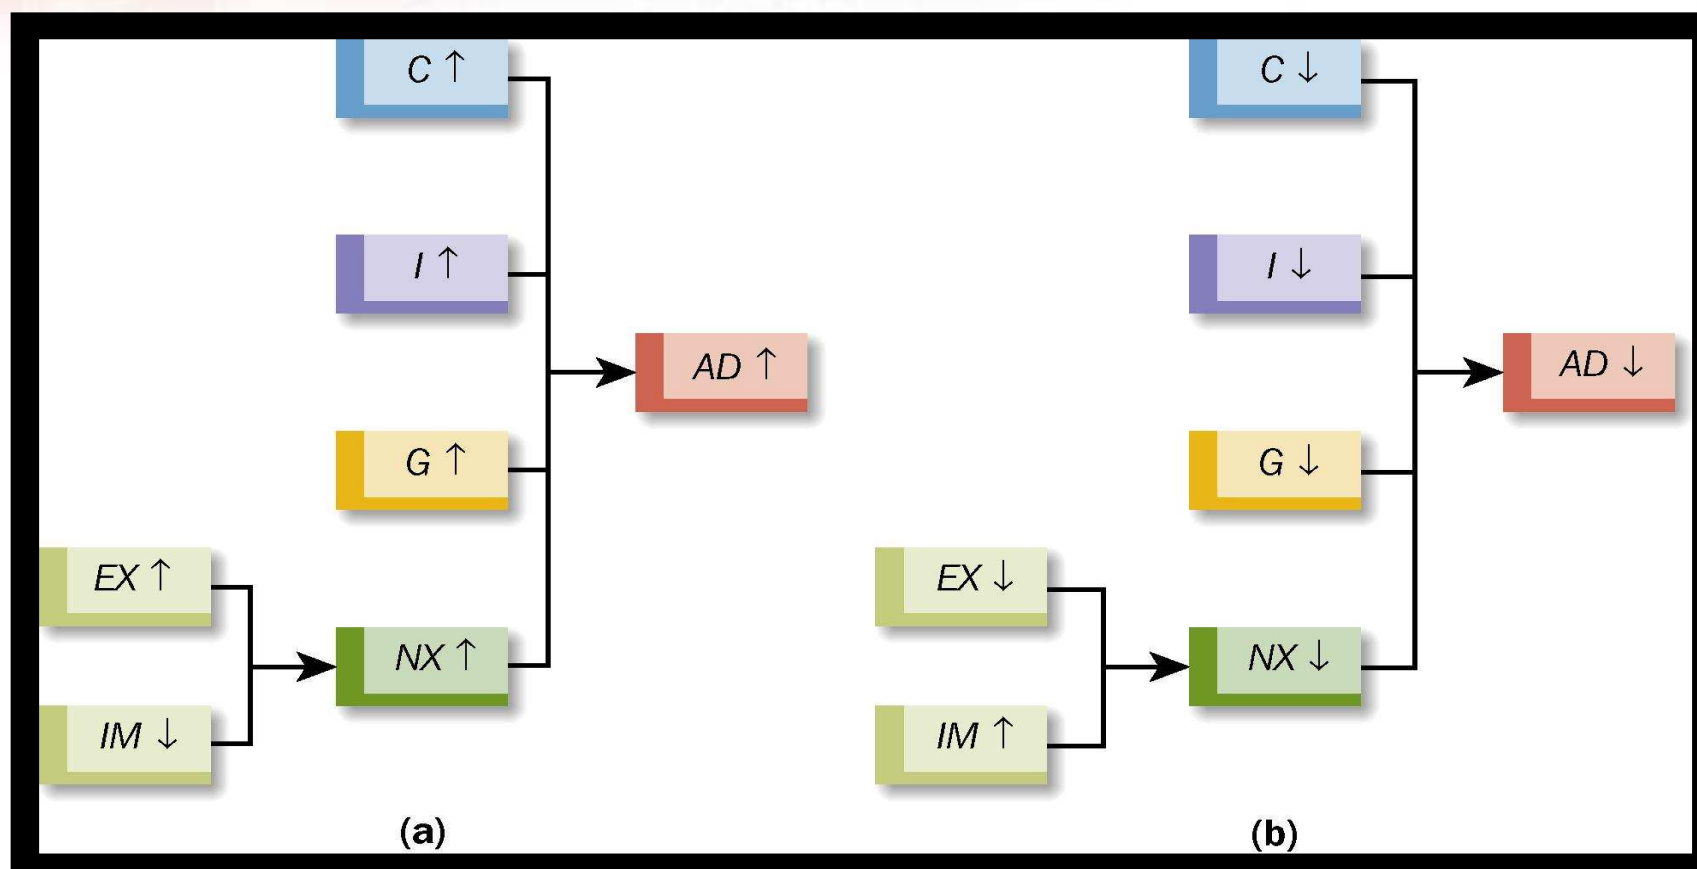 C ↑
I ↑
AD ↑
G ↑
EX ↑
NX ↑
IM ↓
(a)
C ↓
I ↓
AD ↓
G ↓
EX ↓
NX ↓
IM ↑
(b)